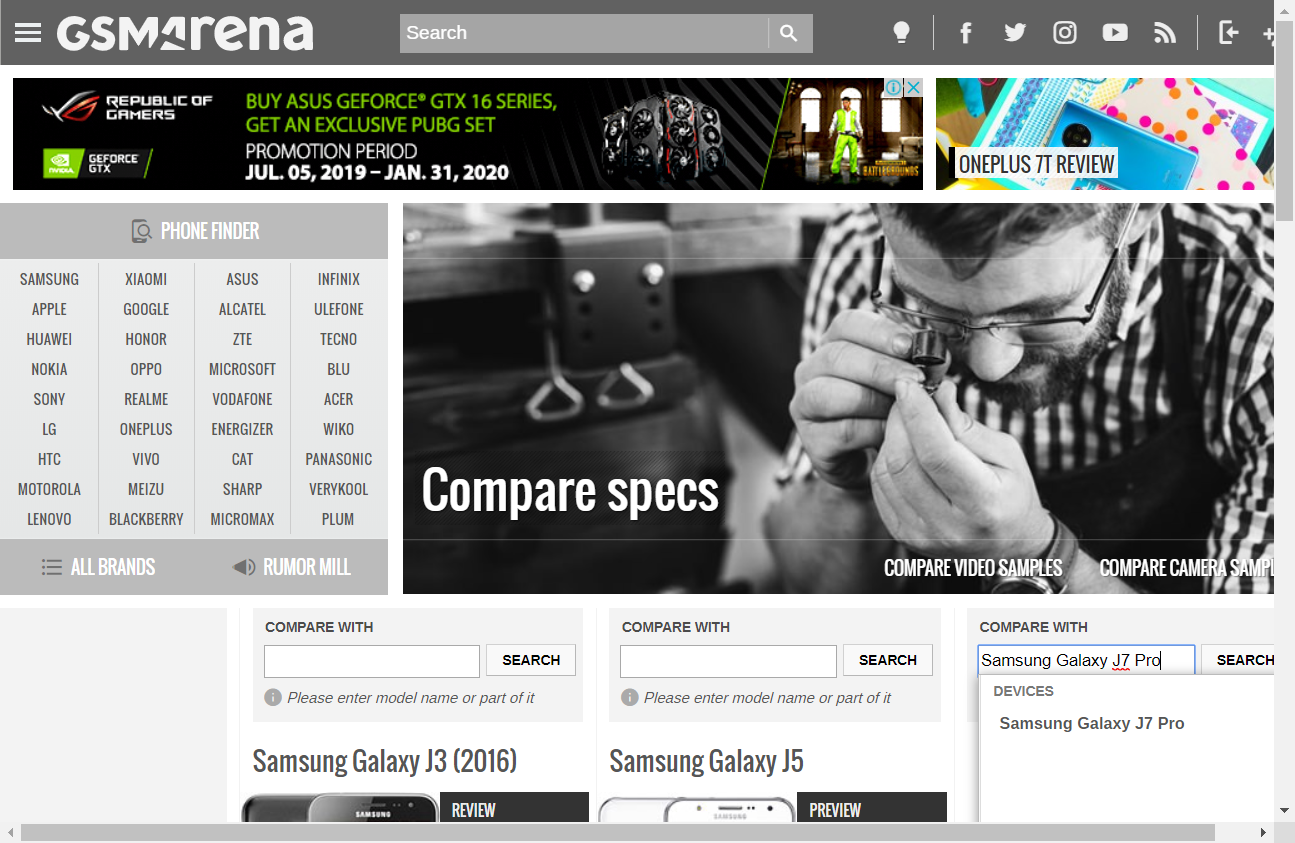 GSMArena
Search
REPUBLIC OF
GAMERS
NVIDIA
GEFORCE
GTX
BUY ASUS GEFORCE® GTX 16 SERIES,
GET AN EXCLUSIVE PUBG SET
PROMOTION PERIOD
JUL. 05, 2019 – JAN. 31, 2020
BATTLEGROUNDS
ONEPLUS 7T REVIEW
PHONE FINDER
SAMSUNG XIAOMI ASUS INFINIX
APPLE GOOGLE ALCATEL ULEFONE
HUAWEI HONOR ZTE TECNO
NOKIA OPPO MICROSOFT BLU
SONY REALME VODAFONE ACER
LG ONEPLUS ENERGIZER WIKO
HTC VIVO CAT PANASONIC
MOTOROLA MEIZU SHARP VERYKOOL
LENOVO BLACKBERRY MICROMAX PLUM
ALL BRANDS RUMOR MILL
Compare specs
COMPARE VIDEO SAMPLES COMPARE CAMERA SAMPL
COMPARE WITH COMPARE WITH COMPARE WITH
SEARCH SEARCH Samsung Galaxy J7 Pro SEARCH
Please enter model name or part of it Please enter model name or part of it
DEVICES
Samsung Galaxy J7 Pro
Samsung Galaxy J3 (2016) Samsung Galaxy J5
SAMSUNG REVIEW SAMSUNG PREVIEW